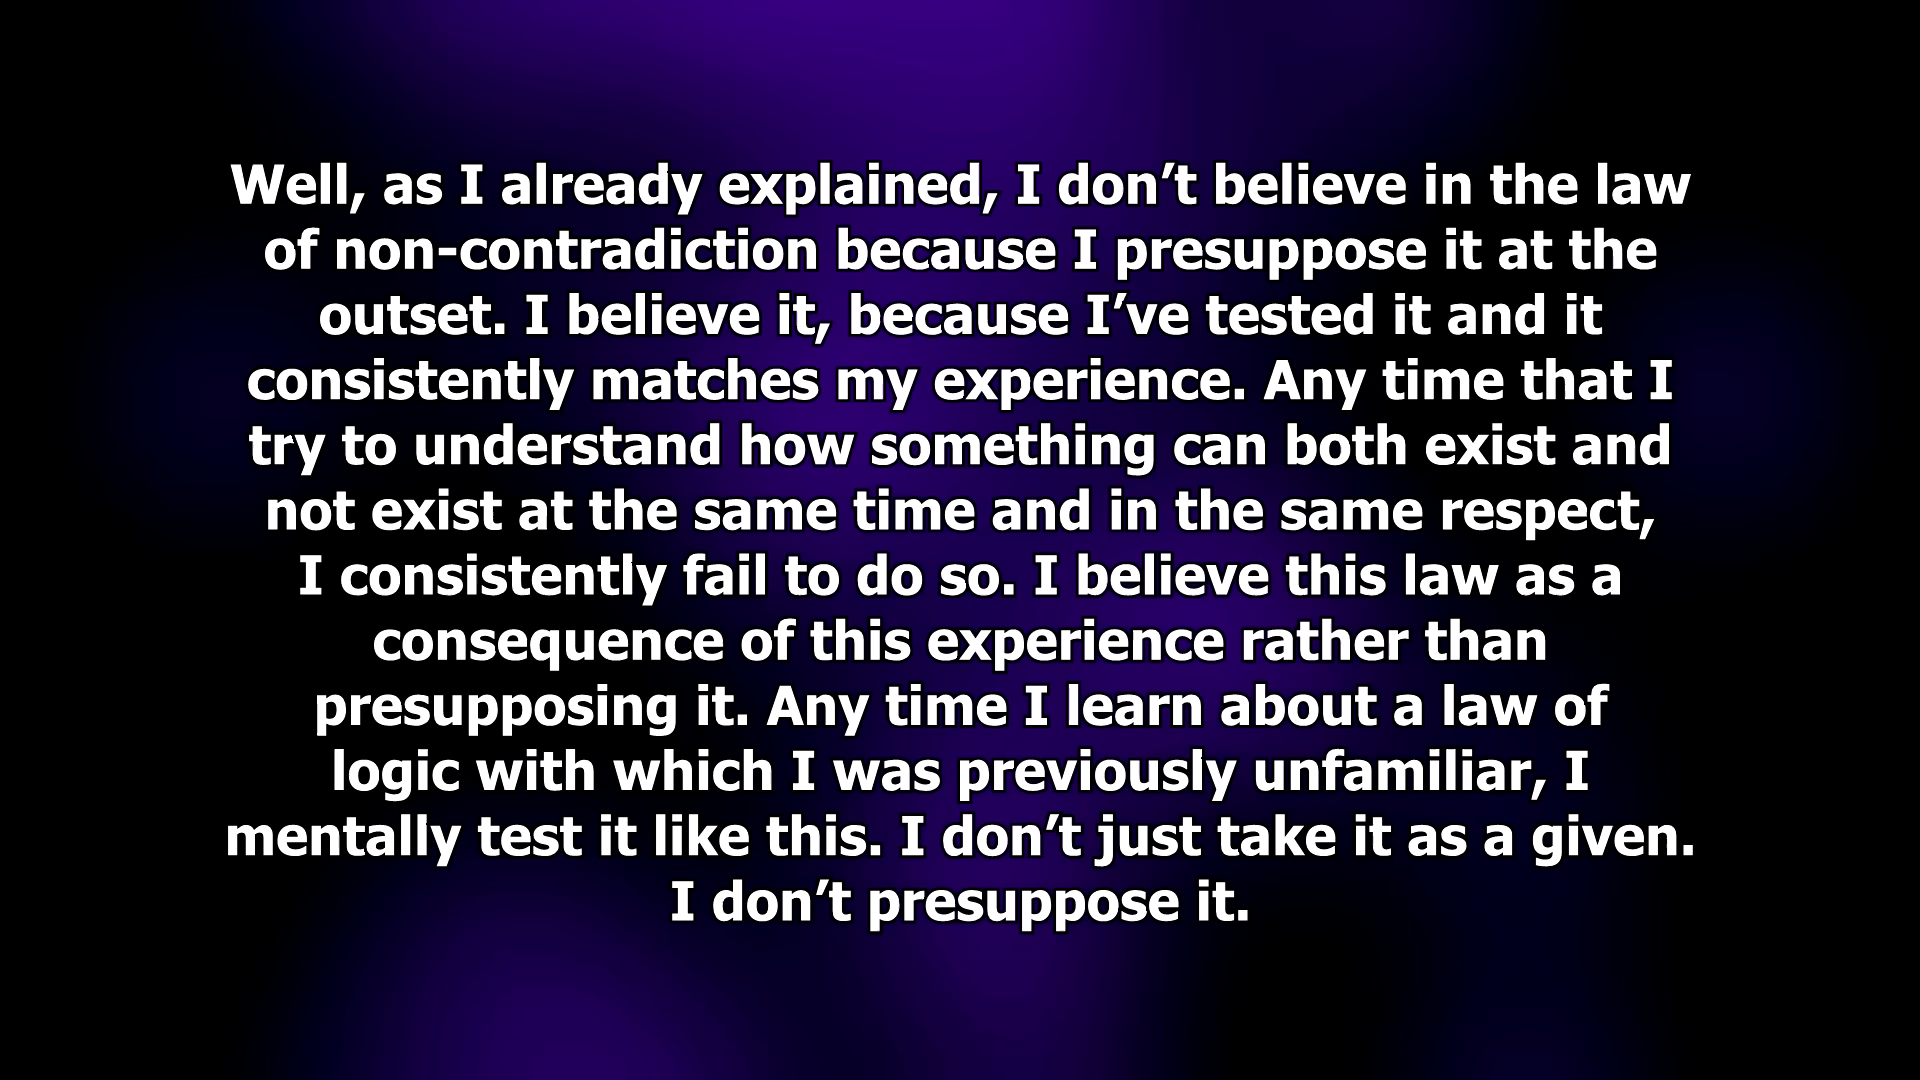 Well, as I already explained, I don’t believe in the law
of non-contradiction because I presuppose it at the
outset. I believe it, because I’ve tested it and it
consistently matches my experience. Any time that I
try to understand how something can both exist and
not exist at the same time and in the same respect,
I consistently fail to do so. I believe this law as a
consequence of this experience rather than
presupposing it. Any time I learn about a law of
logic with which I was previously unfamiliar, I
mentally test it like this. I don’t just take it as a given.
I don’t presuppose it.